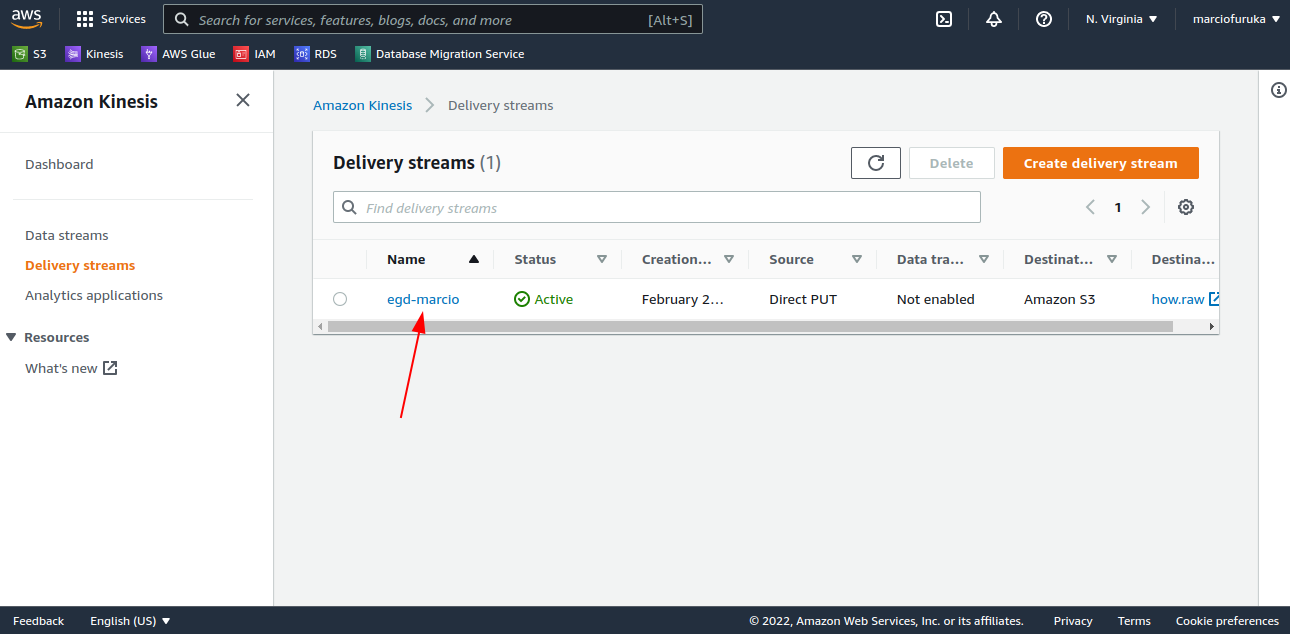 aws Services Search for services, features, blogs, docs, and more [Alt+S] N. Virginia marciofuruka
S3 Kinesis AWS Glue IAM RDS Database Migration Service
Amazon Kinesis
Dashboard
Data streams
Delivery streams
Analytics applications
Resources
What's new
Amazon Kinesis Delivery streams
Delivery streams (1) Delete Create delivery stream
Find delivery streams 1
Name Status Creation... Source Data tra... Destinat... Destina...
egd-marcio Active February 2... Direct PUT Not enabled Amazon S3 how.raw
Feedback English (US) © 2022, Amazon Web Services, Inc. or its affiliates. Privacy Terms Cookie preferences